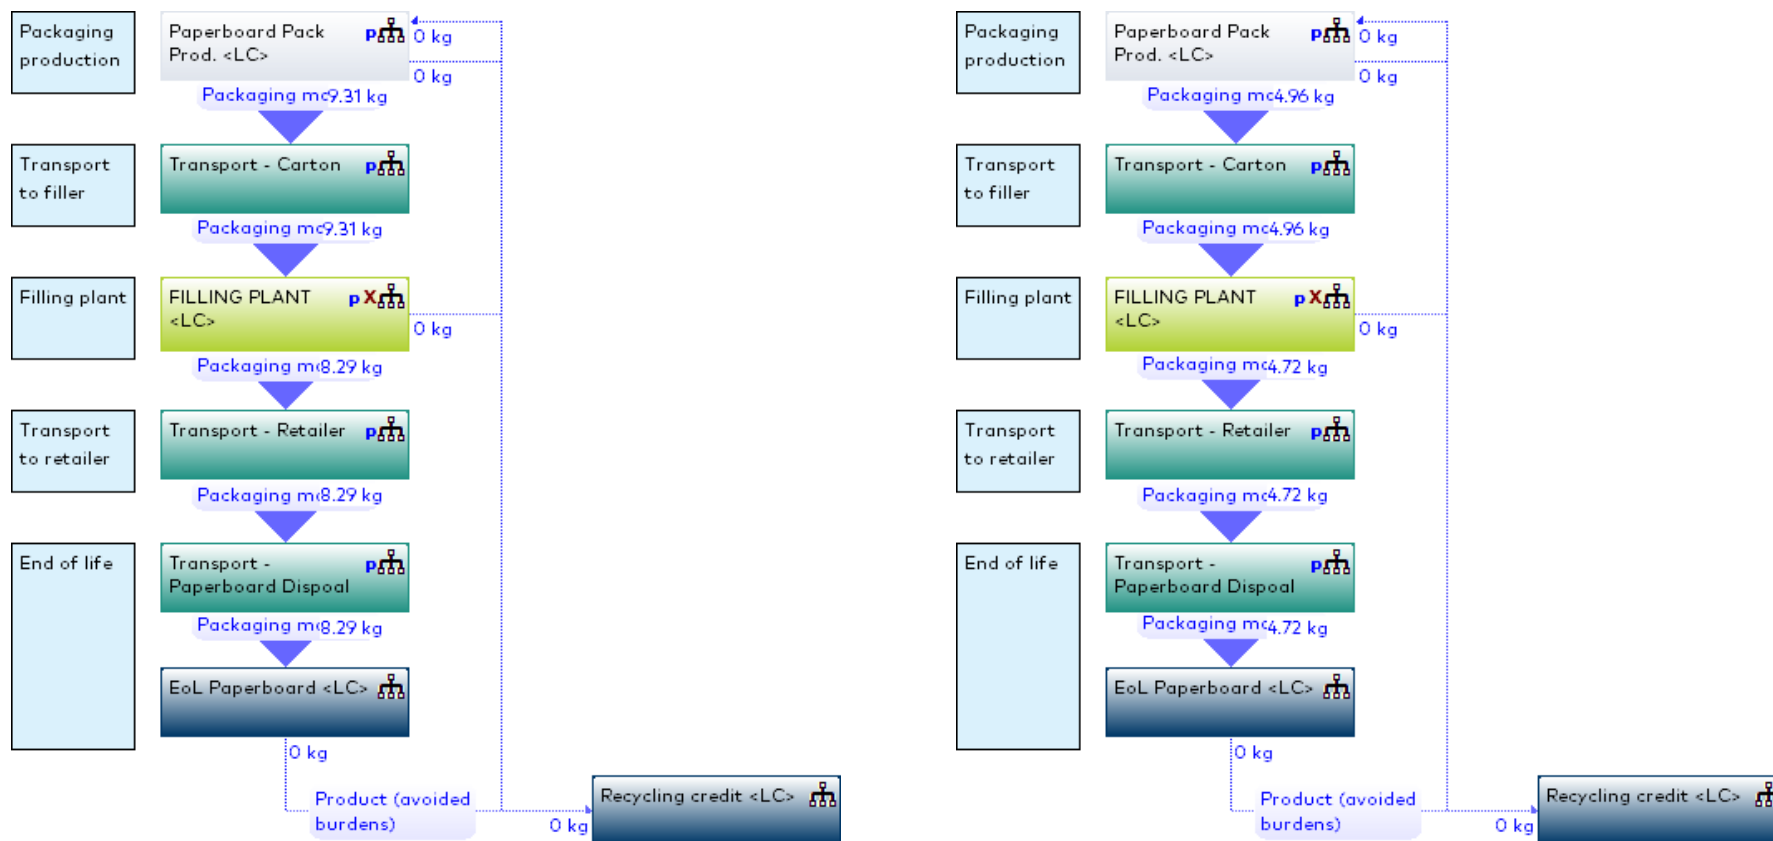 Packaging
production
Paperboard Pack
Prod. <LC>
p
0 kg
0 kg
Packaging mc9.31 kg
Transport
to filler
Transport - Carton
p
Packaging mc9.31 kg
Filling plant
FILLING PLANT
<LC>
p X
0 kg
Packaging m(8.29 kg
Transport
to retailer
Transport - Retailer
p
Packaging m(8.29 kg
End of life
Transport -
Paperboard Dispoal
p
Packaging m(8.29 kg
EoL Paperboard <LC>
0 kg
Product (avoided
burdens)
0 kg
Recycling credit <LC>
Packaging
production
Paperboard Pack
Prod. <LC>
p
0 kg
0 kg
Packaging mc4.96 kg
Transport
to filler
Transport - Carton
p
Packaging mc4.96 kg
Filling plant
FILLING PLANT
<LC>
p X
0 kg
Packaging mc4.72 kg
Transport
to retailer
Transport - Retailer
p
Packaging mc4.72 kg
End of life
Transport -
Paperboard Dispoal
p
Packaging mc4.72 kg
EoL Paperboard <LC>
0 kg
Product (avoided
burdens)
0 kg
Recycling credit <LC>